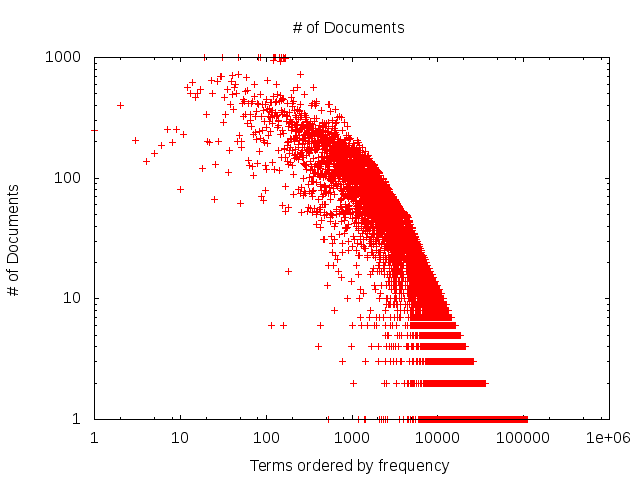 # of Documents
1000
100
10
1
# of Documents
1 10 100 1000 10000 100000 1e+06
Terms ordered by frequency